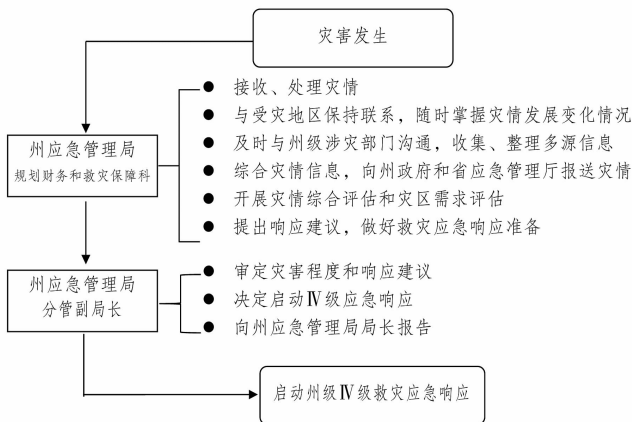 灾害发生
州应急管理局
规划财务和救灾保障科
● 接收、处理灾情
● 与受灾地区保持联系，随时掌握灾情发展变化情况
● 及时与州级涉灾部门沟通，收集、整理多源信息
● 综合灾情信息，向州政府和省应急管理厅报送灾情
● 开展灾情综合评估和灾区需求评估
● 提出响应建议，做好救灾应急响应准备
州应急管理局
分管副局长
● 审定灾害程度和响应建议
● 决定启动Ⅳ级应急响应
● 向州应急管理局局长报告
启动州级Ⅳ级救灾应急响应